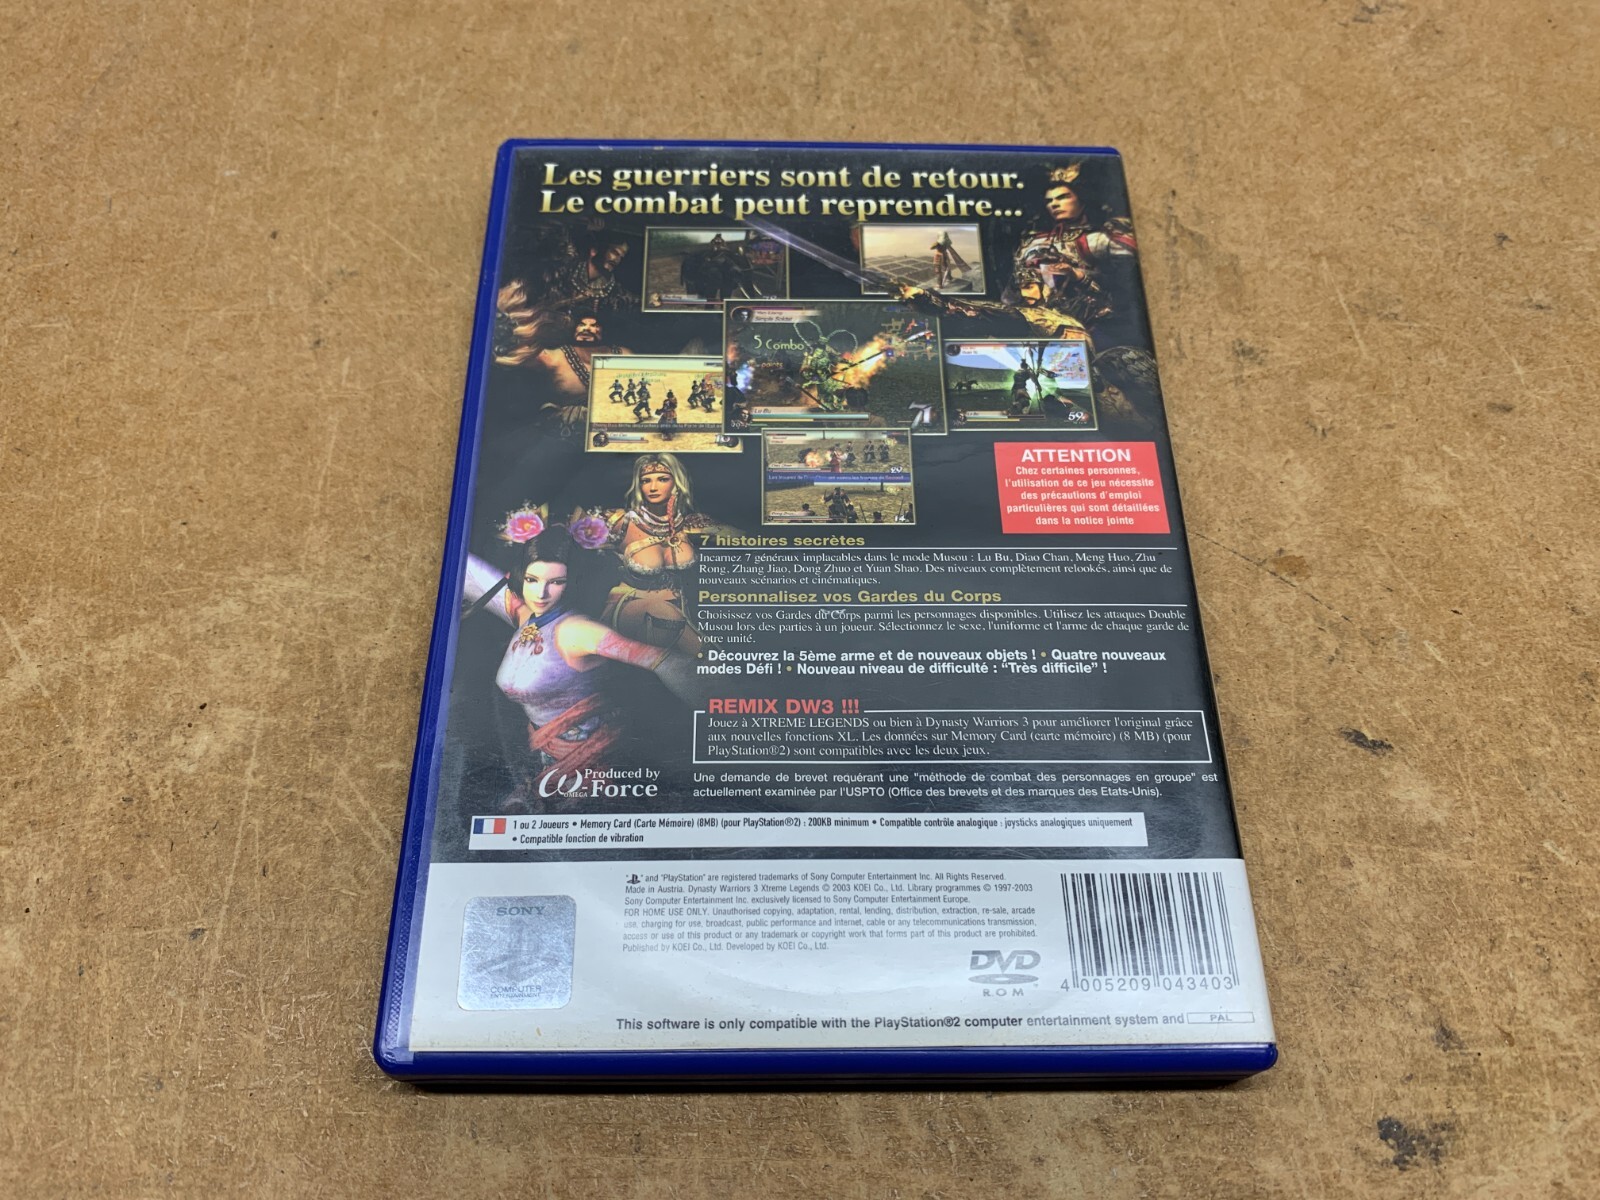 Les guerriers sont de retour.
Le combat peut reprendre...
5 Combo
Lu Bu
71
59
ATTENTION
Chez certaines personnes,
l'utilisation de ce jeu nécessite
des précautions d'emploi
particulières qui sont détaillées
dans la notice jointe
7 histoires secrètes
Incarnez 7 généraux implacables dans le mode Musou : Lu Bu, Diao Chan, Meng Huo, Zhu
Rong, Zhang Jiao, Dong Zhuo et Yuan Shao. Des niveaux complètement relookés, ainsi que de
nouveaux scénarios et cinématiques.
Personnalisez vos Gardes du Corps
Choisissez vos Gardes du Corps parmi les personnages disponibles. Utilisez les attaques Double
Musou lors des parties à un joueur. Sélectionnez le sexe, l'uniforme et l'arme de chaque garde de
votre unité.
• Découvrez la 5ème arme et de nouveaux objets ! • Quatre nouveaux
modes Défi ! • Nouveau niveau de difficulté : "Très difficile" !
REMIX DW3 !!!
Jouez à XTREME LEGENDS ou bien à Dynasty Warriors 3 pour améliorer l'original grâce
aux nouvelles fonctions XL. Les données sur Memory Card (carte mémoire) (8 MB) (pour
PlayStation®2) sont compatibles avec les deux jeux.
Produced by
ω-Force
OMEGA
Une demande de brevet requérant une "méthode de combat des personnages en groupe" est
actuellement examinée par l'USPTO (Office des brevets et des marques des Etats-Unis).
1 ou 2 Joueurs • Memory Card (Carte Mémoire) (8MB) (pour PlayStation®2) : 200KB minimum • Compatible contrôle analogique : joysticks analogiques uniquement
• Compatible fonction de vibration
" " and "PlayStation" are registered trademarks of Sony Computer Entertainment Inc. All Rights Reserved.
Made in Austria. Dynasty Warriors 3 Xtreme Legends © 2003 KOEI Co., Ltd. Library programmes © 1997-2003
Sony Computer Entertainment Inc. exclusively licensed to Sony Computer Entertainment Europe.
FOR HOME USE ONLY. Unauthorised copying, adaptation, rental, lending, distribution, extraction, re-sale, arcade
use, charging for use, broadcast, public performance and internet, cable or any telecommunications transmission,
access or use of this product or any trademark or copyright work that forms part of this product are prohibited.
Published by KOEI Co., Ltd. Developed by KOEI Co., Ltd.
SONY
COMPUTER
ENTERTAINMENT
DVD
ROM
4 005209 043403
This software is only compatible with the PlayStation®2 computer entertainment system and PAL